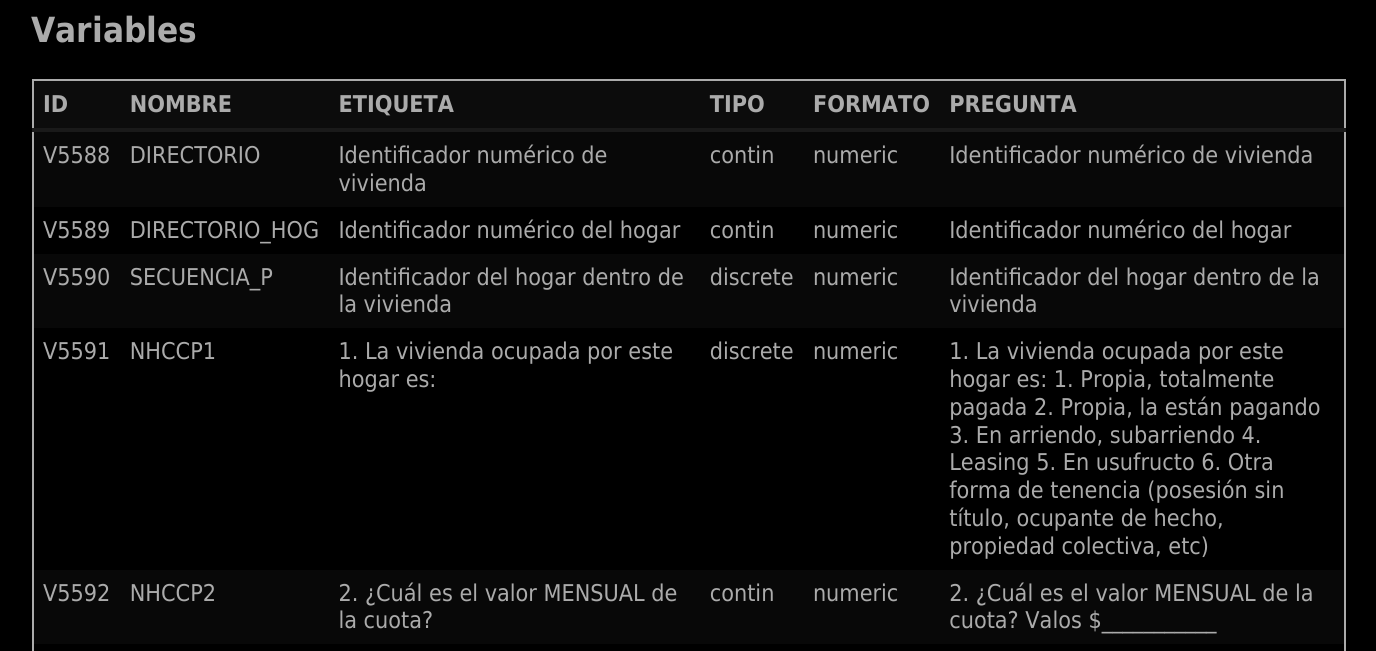 Variables
ID NOMBRE ETIQUETA TIPO FORMATO PREGUNTA
V5588 DIRECTORIO Identificador numérico de contin numeric Identificador numérico de vivienda
vivienda
V5589 DIRECTORIO_HOG Identificador numérico del hogar contin numeric Identificador numérico del hogar
V5590 SECUENCIA_P Identificador del hogar dentro de discrete numeric Identificador del hogar dentro de la
la vivienda vivienda
V5591 NHCCP1 1. La vivienda ocupada por este discrete numeric 1. La vivienda ocupada por este
hogar es: hogar es: 1. Propia, totalmente
pagada 2. Propia, la están pagando
3. En arriendo, subarriendo 4.
Leasing 5. En usufructo 6. Otra
forma de tenencia (posesión sin
título, ocupante de hecho,
propiedad colectiva, etc)
V5592 NHCCP2 2. ¿Cuál es el valor MENSUAL de contin numeric 2. ¿Cuál es el valor MENSUAL de la
la cuota? cuota? Valos $___________